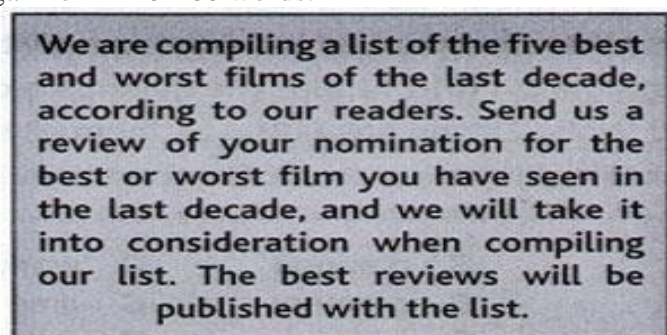 We are compiling a list of the five best
and worst films of the last decade,
according to our readers. Send us a
review of your nomination for the
best or worst film you have seen in
the last decade, and we will take it
into consideration when compiling
our list. The best reviews will be
published with the list.